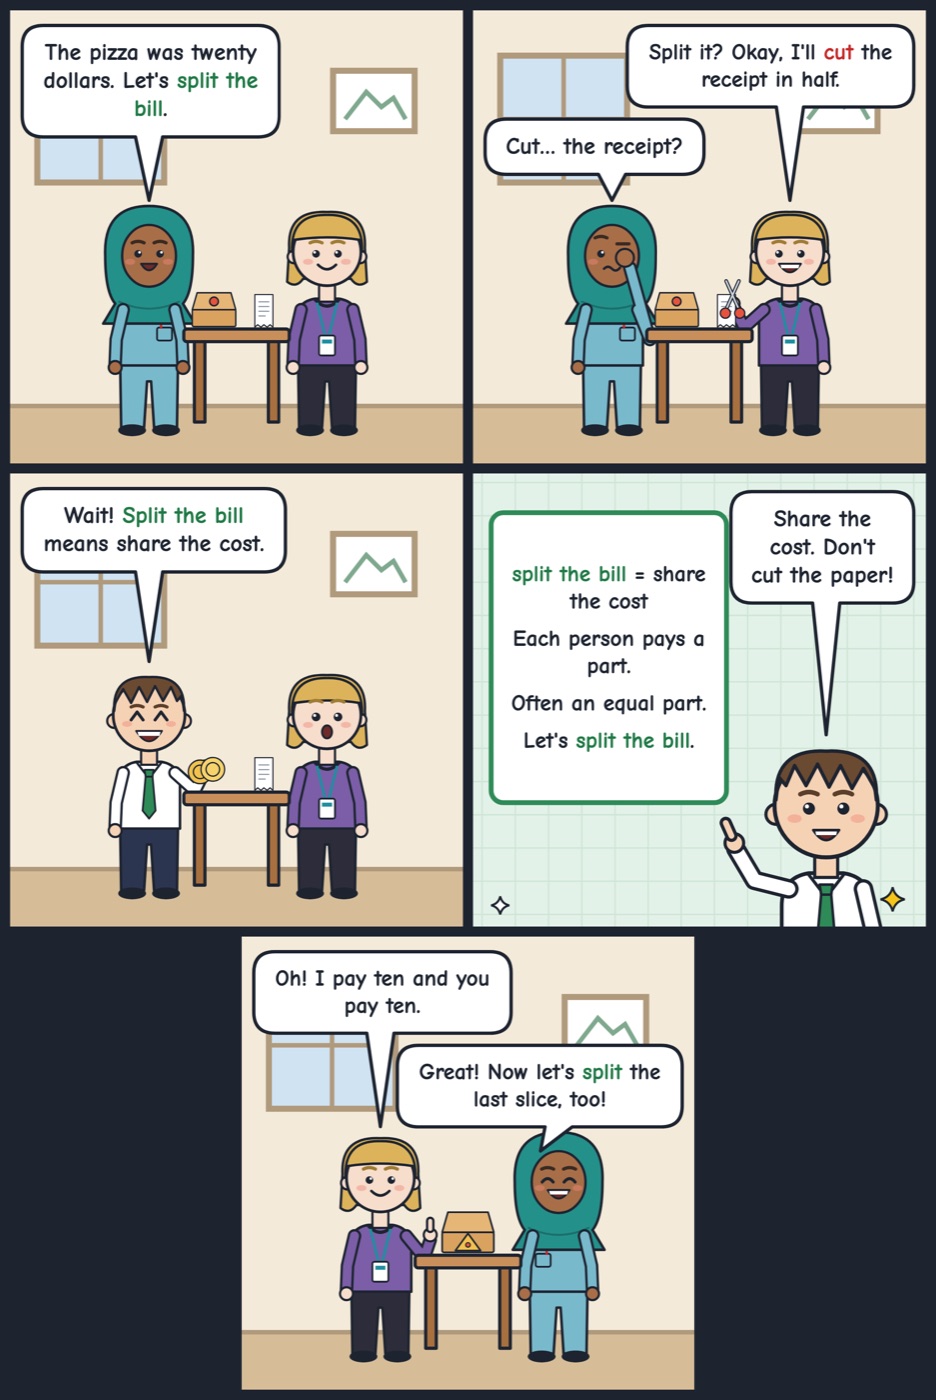 The pizza was twenty
dollars. Let's split the
bill.
Split it? Okay, I'll cut the
receipt in half.
Cut... the receipt?
Wait! Split the bill
means share the cost.
split the bill = share
the cost
Each person pays a
part.
Often an equal part.
Let's split the bill.
Share the
cost. Don't
cut the paper!
Oh! I pay ten and you
pay ten.
Great! Now let's split the
last slice, too!